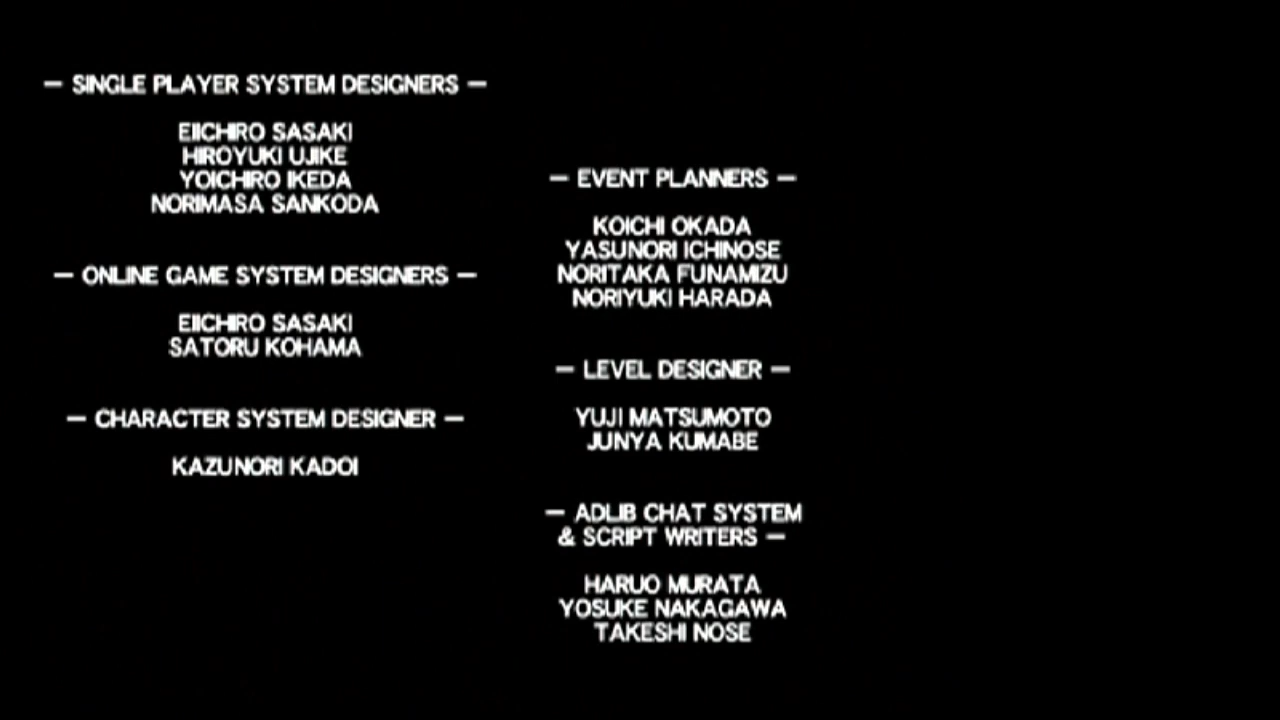 — SINGLE PLAYER SYSTEM DESIGNERS —
EIICHIRO SASAKI
HIROYUKI UJIKE
YOICHIRO IKEDA
NORIMASA SANKODA
— ONLINE GAME SYSTEM DESIGNERS —
EIICHIRO SASAKI
SATORU KOHAMA
— CHARACTER SYSTEM DESIGNER —
KAZUNORI KADOI
— EVENT PLANNERS —
KOICHI OKADA
YASUNORI ICHINOSE
NORITAKA FUNAMIZU
NORIYUKI HARADA
— LEVEL DESIGNER —
YUJI MATSUMOTO
JUNYA KUMABE
— ADLIB CHAT SYSTEM
& SCRIPT WRITERS —
HARUO MURATA
YOSUKE NAKAGAWA
TAKESHI NOSE